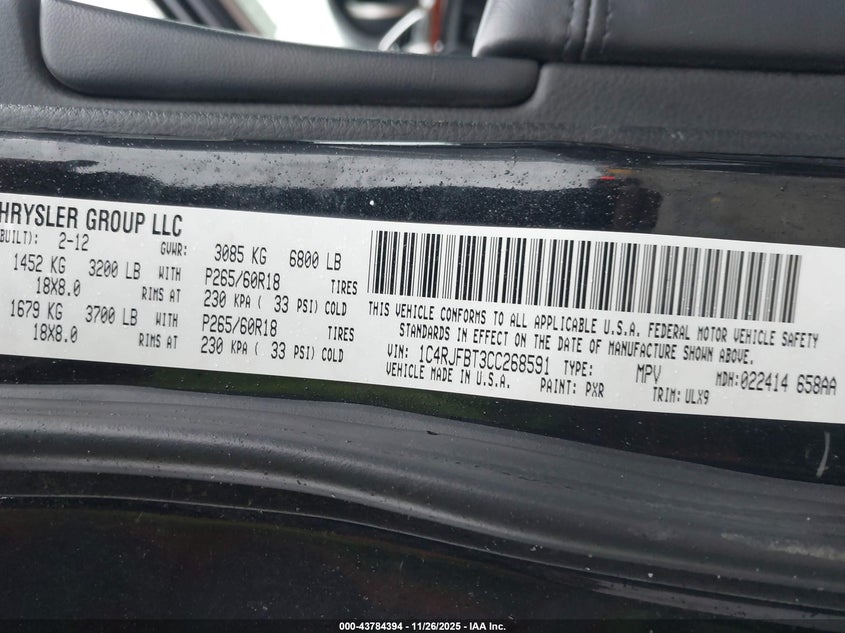 HRYSLER GROUP LLC
BUILT): 2-12 GVWR: 3085 KG 6800 LB
1452 KG 3200 LB WITH P265/60R18 TIRES
18X8.0 RIMS AT 230 KPA ( 33 PSI) COLD
1679 KG 3700 LB WITH P265/60R18 TIRES
18X8.0 RIMS AT 230 KPA ( 33 PSI) COLD
THIS VEHICLE CONFORMS TO ALL APPLICABLE U.S.A. FEDERAL MOTOR VEHICLE SAFETY
STANDARDS IN EFFECT ON THE DATE OF MANUFACTURE SHOWN ABOVE.
VIN: 1C4RJFBT3CC268591 TYPE: MPV MDH:022414 658AA
VEHICLE MADE IN U.S.A. PAINT: PXR TRIM: ULX9
000-43784394 - 11/26/2025 - IAA Inc.